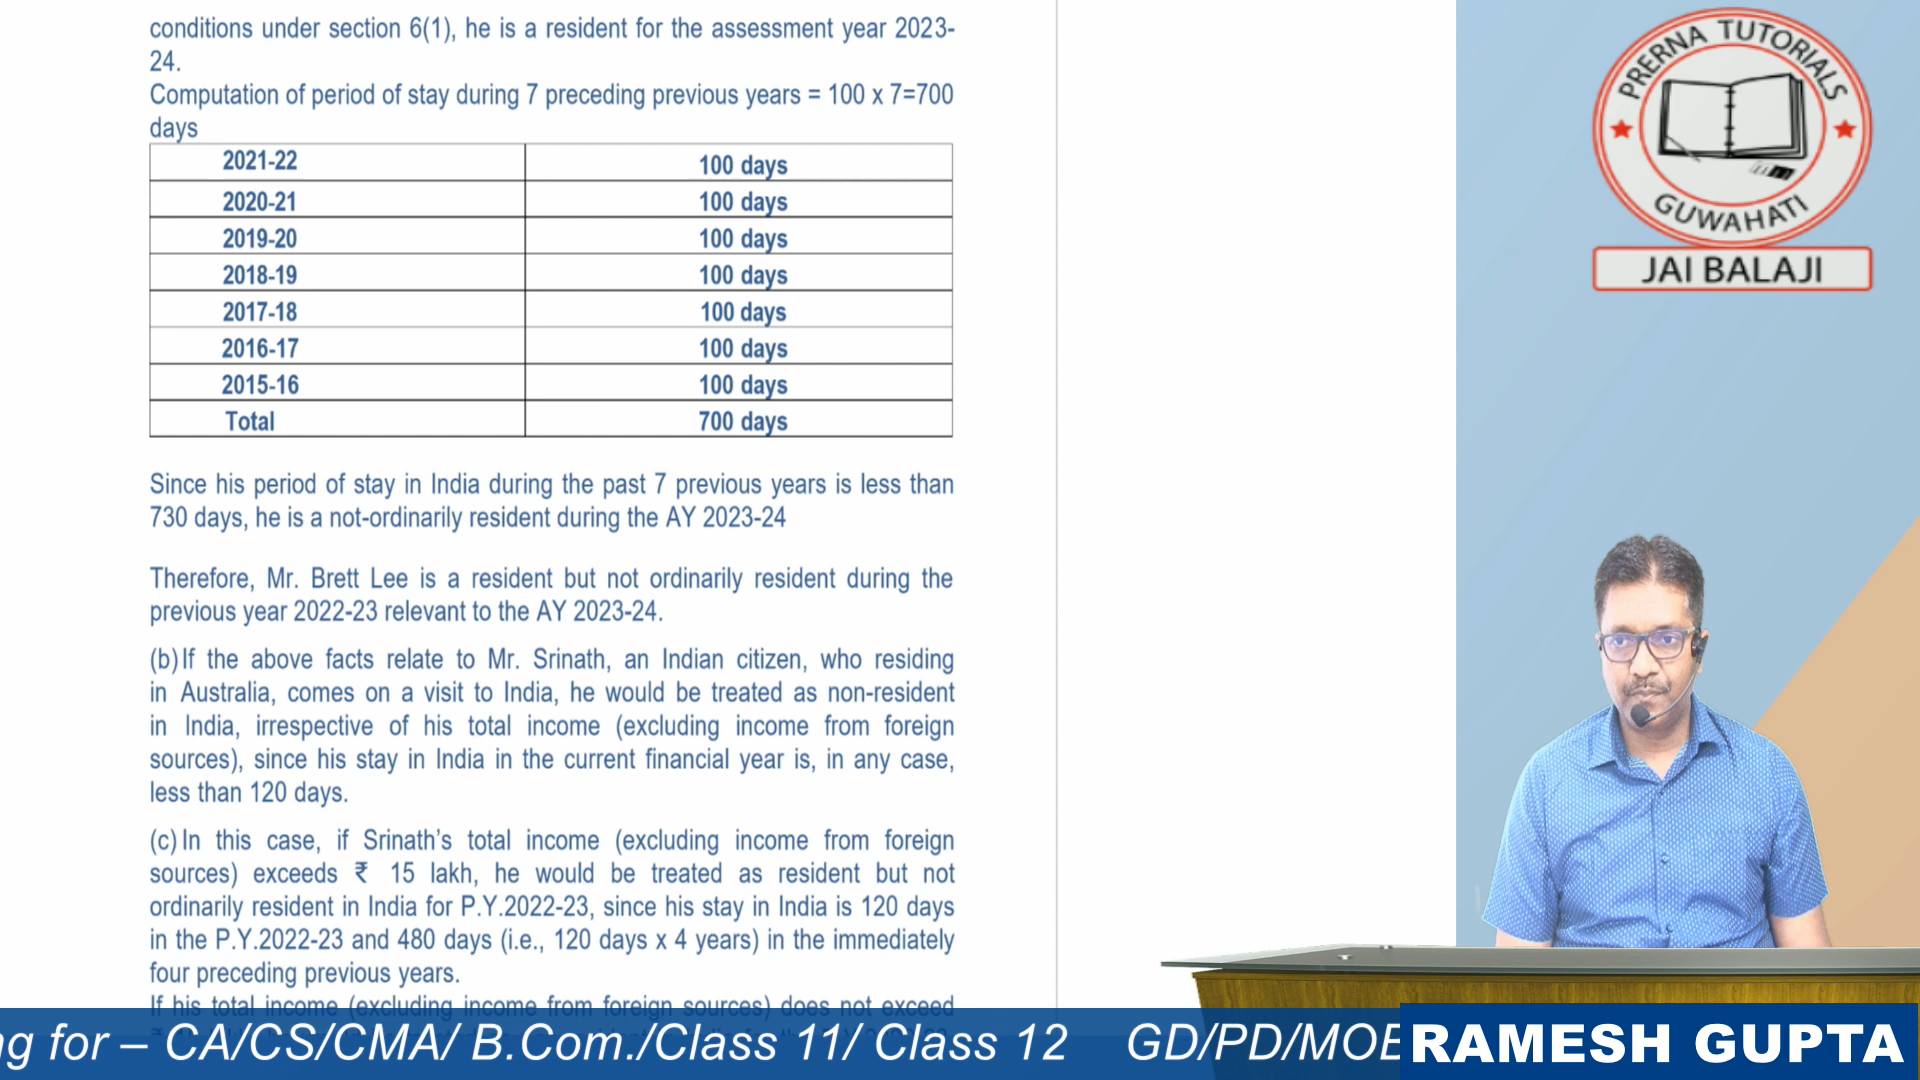 conditions under section 6(1), he is a resident for the assessment year 2023-
24.
Computation of period of stay during 7 preceding previous years = 100 x 7=700
days
2021-22 100 days
2020-21 100 days
2019-20 100 days
2018-19 100 days
2017-18 100 days
2016-17 100 days
2015-16 100 days
Total 700 days
Since his period of stay in India during the past 7 previous years is less than
730 days, he is a not-ordinarily resident during the AY 2023-24
Therefore, Mr. Brett Lee is a resident but not ordinarily resident during the
previous year 2022-23 relevant to the AY 2023-24.
(b) If the above facts relate to Mr. Srinath, an Indian citizen, who residing
in Australia, comes on a visit to India, he would be treated as non-resident
in India, irrespective of his total income (excluding income from foreign
sources), since his stay in India in the current financial year is, in any case,
less than 120 days.
(c) In this case, if Srinath's total income (excluding income from foreign
sources) exceeds ₹ 15 lakh, he would be treated as resident but not
ordinarily resident in India for P.Y.2022-23, since his stay in India is 120 days
in the P.Y.2022-23 and 480 days (i.e., 120 days x 4 years) in the immediately
four preceding previous years.
If his total income (excluding income from foreign sources) does not exceed
PRERNA TUTORIALS
GUWAHATI
JAI BALAJI
ng for – CA/CS/CMA/ B.Com./Class 11/ Class 12 GD/PD/MOE
RAMESH GUPTA